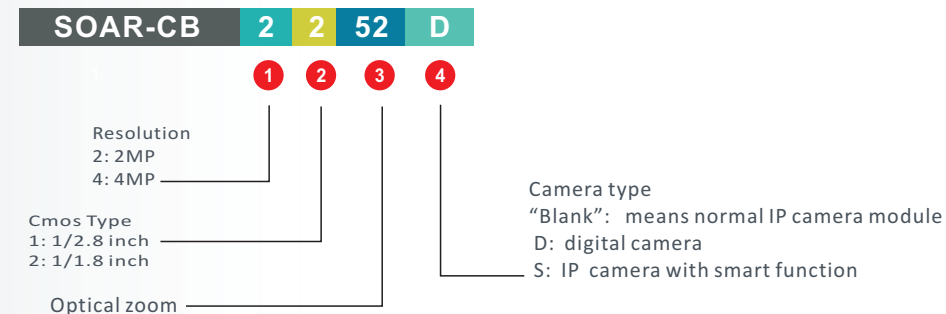 SOAR-CB 2 2 52 D
1 2 3 4
Resolution
2: 2MP
4: 4MP
Cmos Type
1: 1/2.8 inch
2: 1/1.8 inch
Optical zoom
Camera type
“Blank”: means normal IP camera module
D: digital camera
S: IP camera with smart function